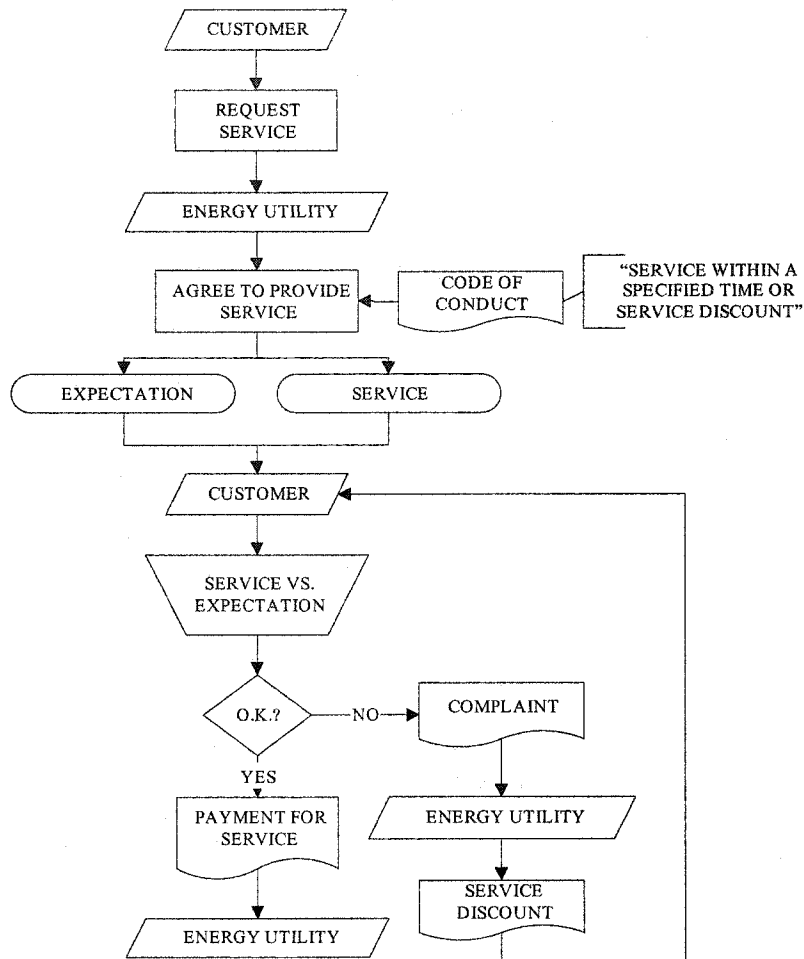 CUSTOMER
REQUEST
SERVICE
ENERGY UTILITY
AGREE TO PROVIDE
SERVICE
CODE OF
CONDUCT
“SERVICE WITHIN A
SPECIFIED TIME OR
SERVICE DISCOUNT”
EXPECTATION
SERVICE
CUSTOMER
SERVICE VS.
EXPECTATION
O.K.?
NO
COMPLAINT
YES
PAYMENT FOR
SERVICE
ENERGY UTILITY
SERVICE
DISCOUNT
ENERGY UTILITY